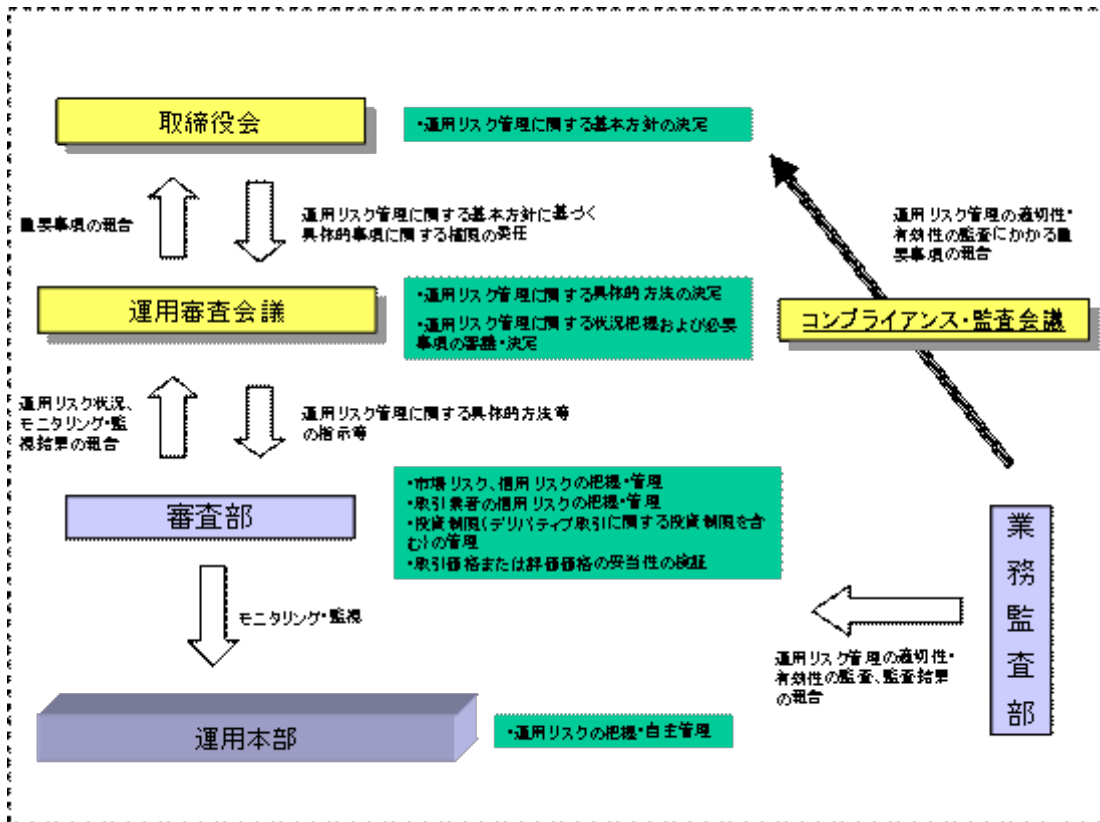 取締役会
・運用リスク管理に関する基本方針の決定
重要事項の報告
運用リスク管理に関する基本方針に基づく
具体的事項に関する権限の委任
運用リスク管理の適切性・
有効性の監査にかかる重
要事項の報告
運用審査会議
・運用リスク管理に関する具体的方法の決定
・運用リスク管理に関する状況把握および必要
事項の審議・決定
コンプライアンス・監査会議
運用リスク状況、
モニタリング・監
視結果の報告
運用リスク管理に関する具体的方法等
の指示等
審査部
・市場リスク、信用リスクの把握・管理
・取引業者の信用リスクの把握・管理
・投資制限(デリバティブ取引に関する投資制限を含
む)の管理
・取引価格または評価価格の妥当性の検証
業務監査部
モニタリング・監視
運用リスク管理の適切性・
有効性の監査、監査結果
の報告
運用本部
・運用リスクの把握・自主管理